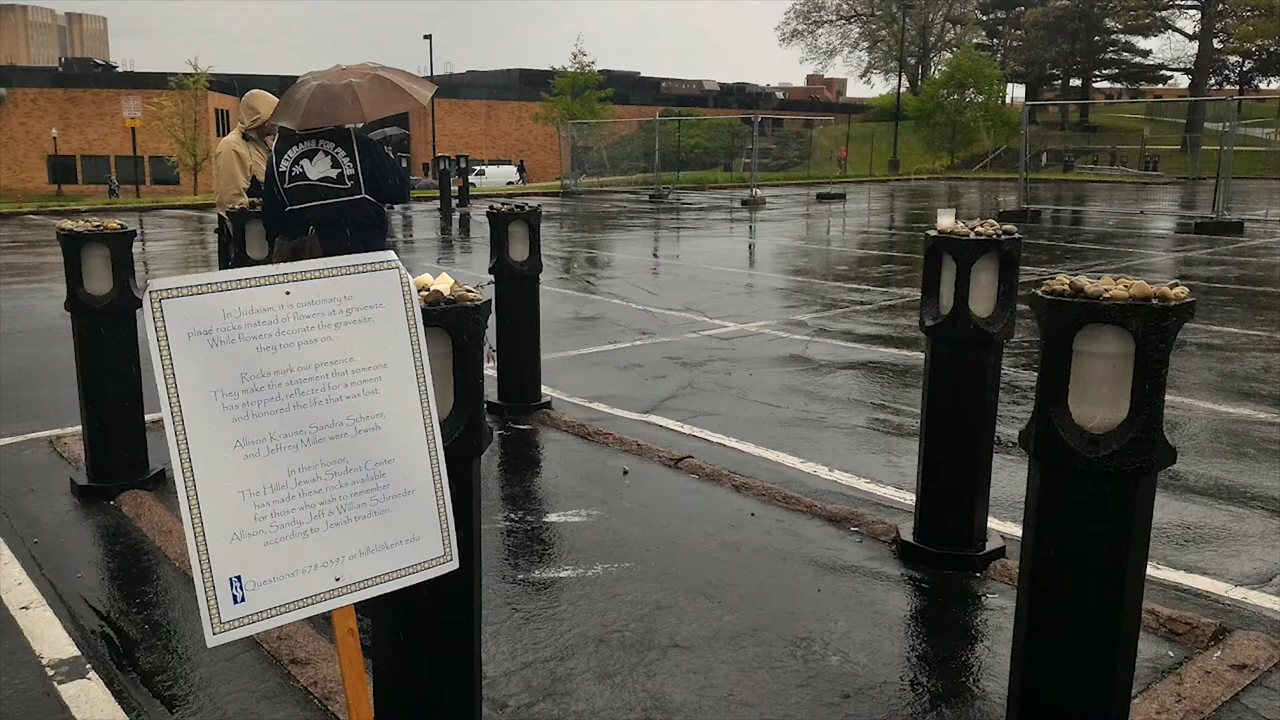 VETERANS FOR PEACE
In Judaism, it is customary to
place rocks instead of flowers at a gravesite.
While flowers decorate the gravesite,
they too pass on.
Rocks mark our presence.
They make the statement that someone
has stopped, reflected for a moment
and honored the life that was lost.
Allison Krause, Sandra Scheuer,
and Jeffrey Miller were Jewish.
In their honor,
The Hillel Jewish Student Center
has made these rocks available
for those who wish to remember
Allison, Sandy, Jeff & William Schroeder
according to Jewish tradition.
Questions? 678-0397 or hillel@kent.edu